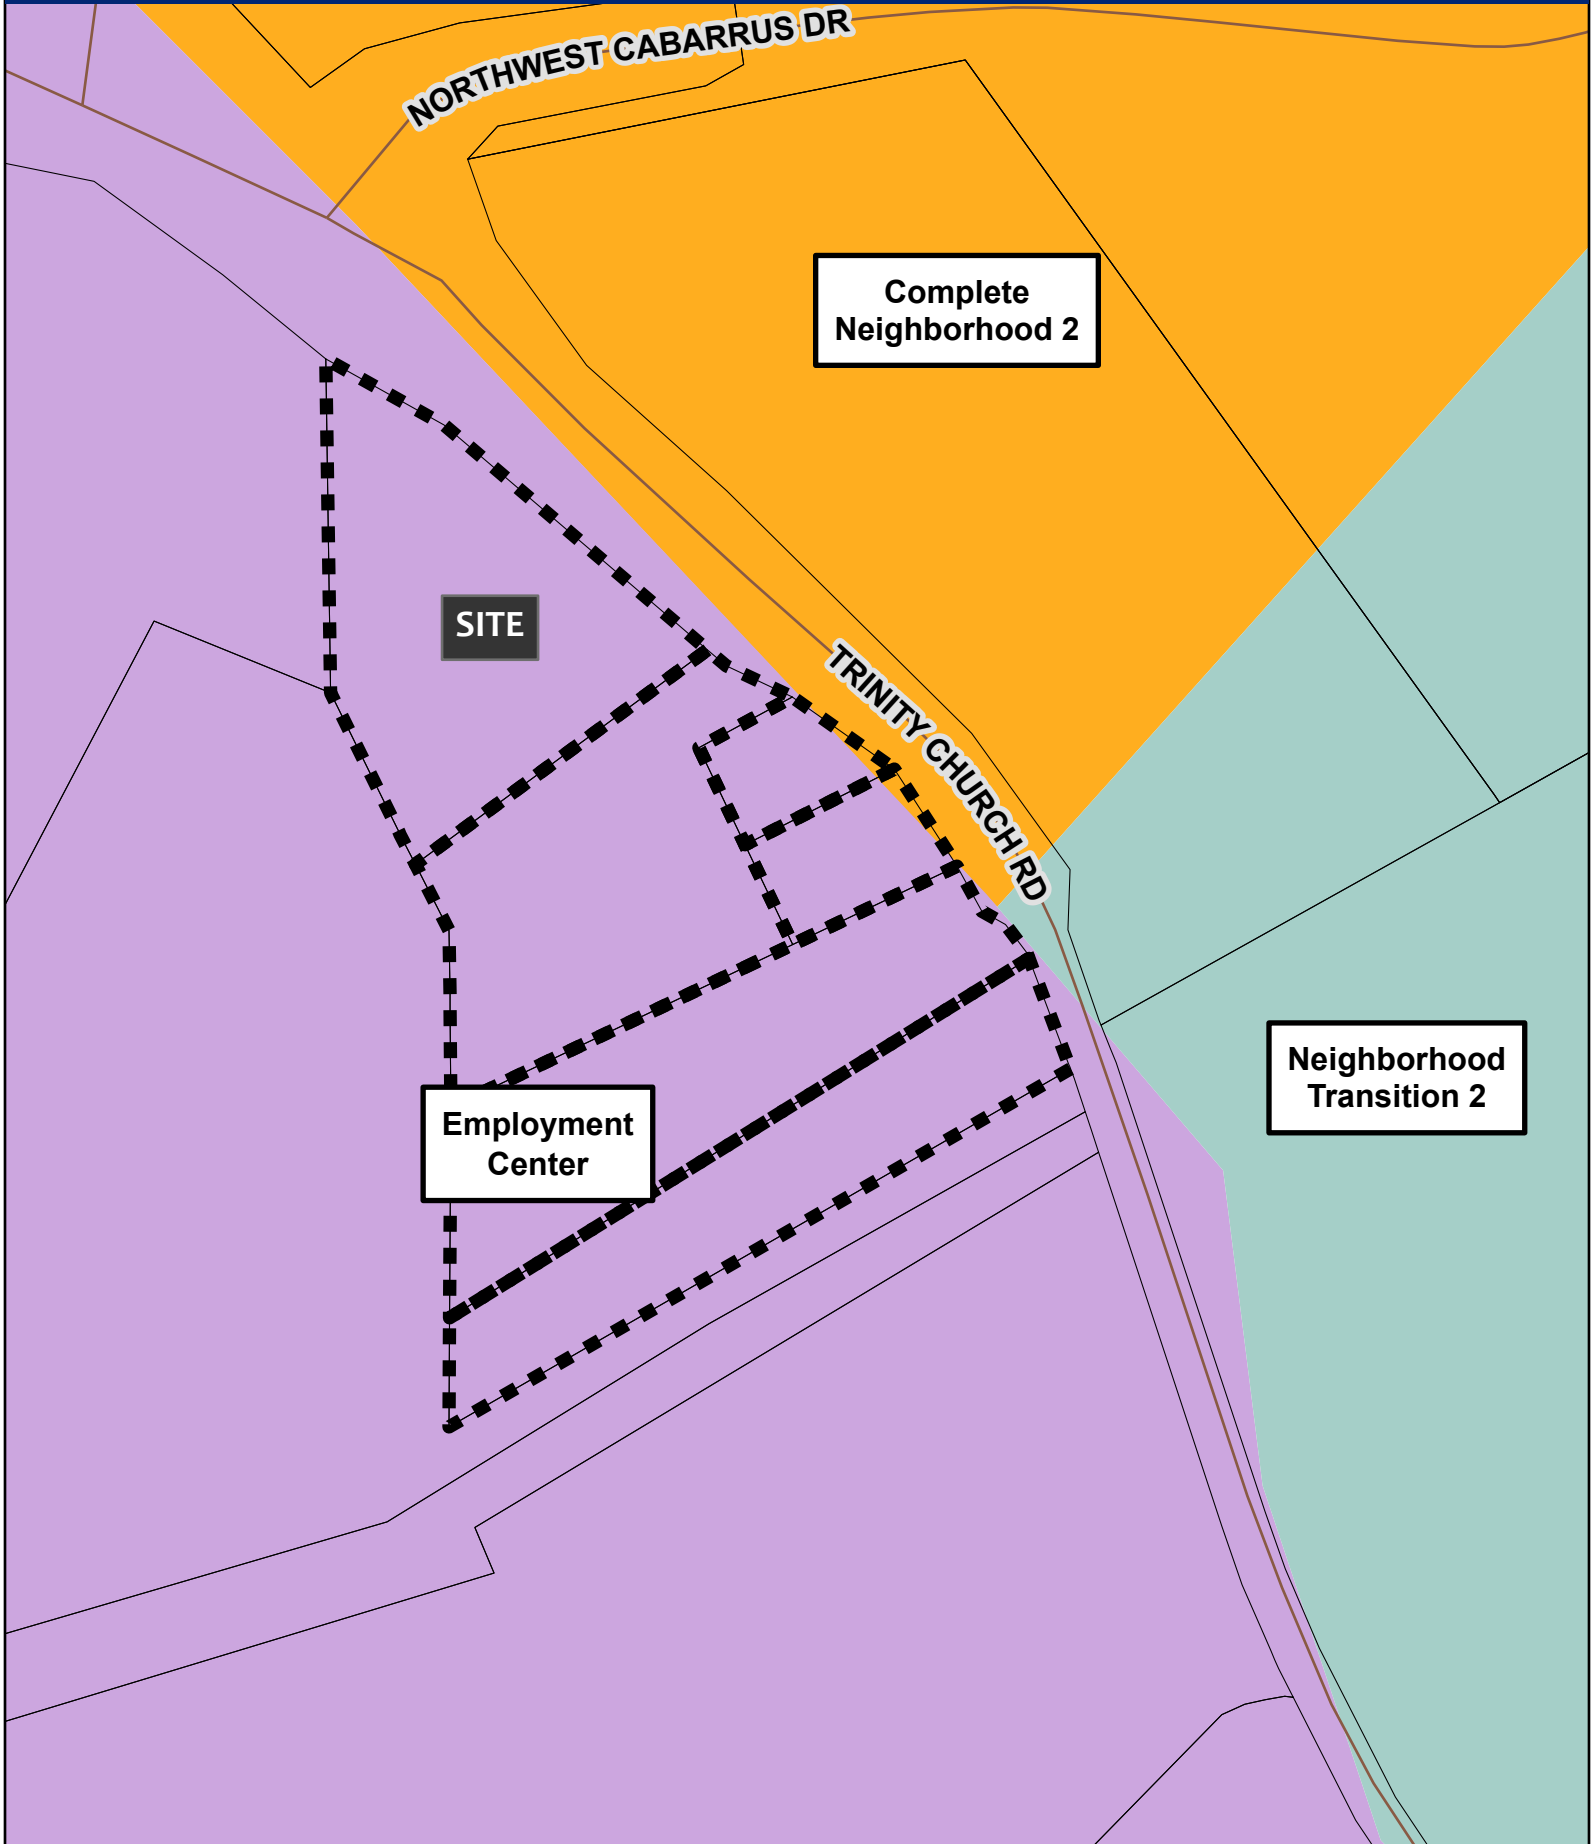 NORTHWEST CABARRUS DR
Complete
Neighborhood 2
SITE
TRINITY CHURCH RD
Neighborhood
Transition 2
Employment
Center